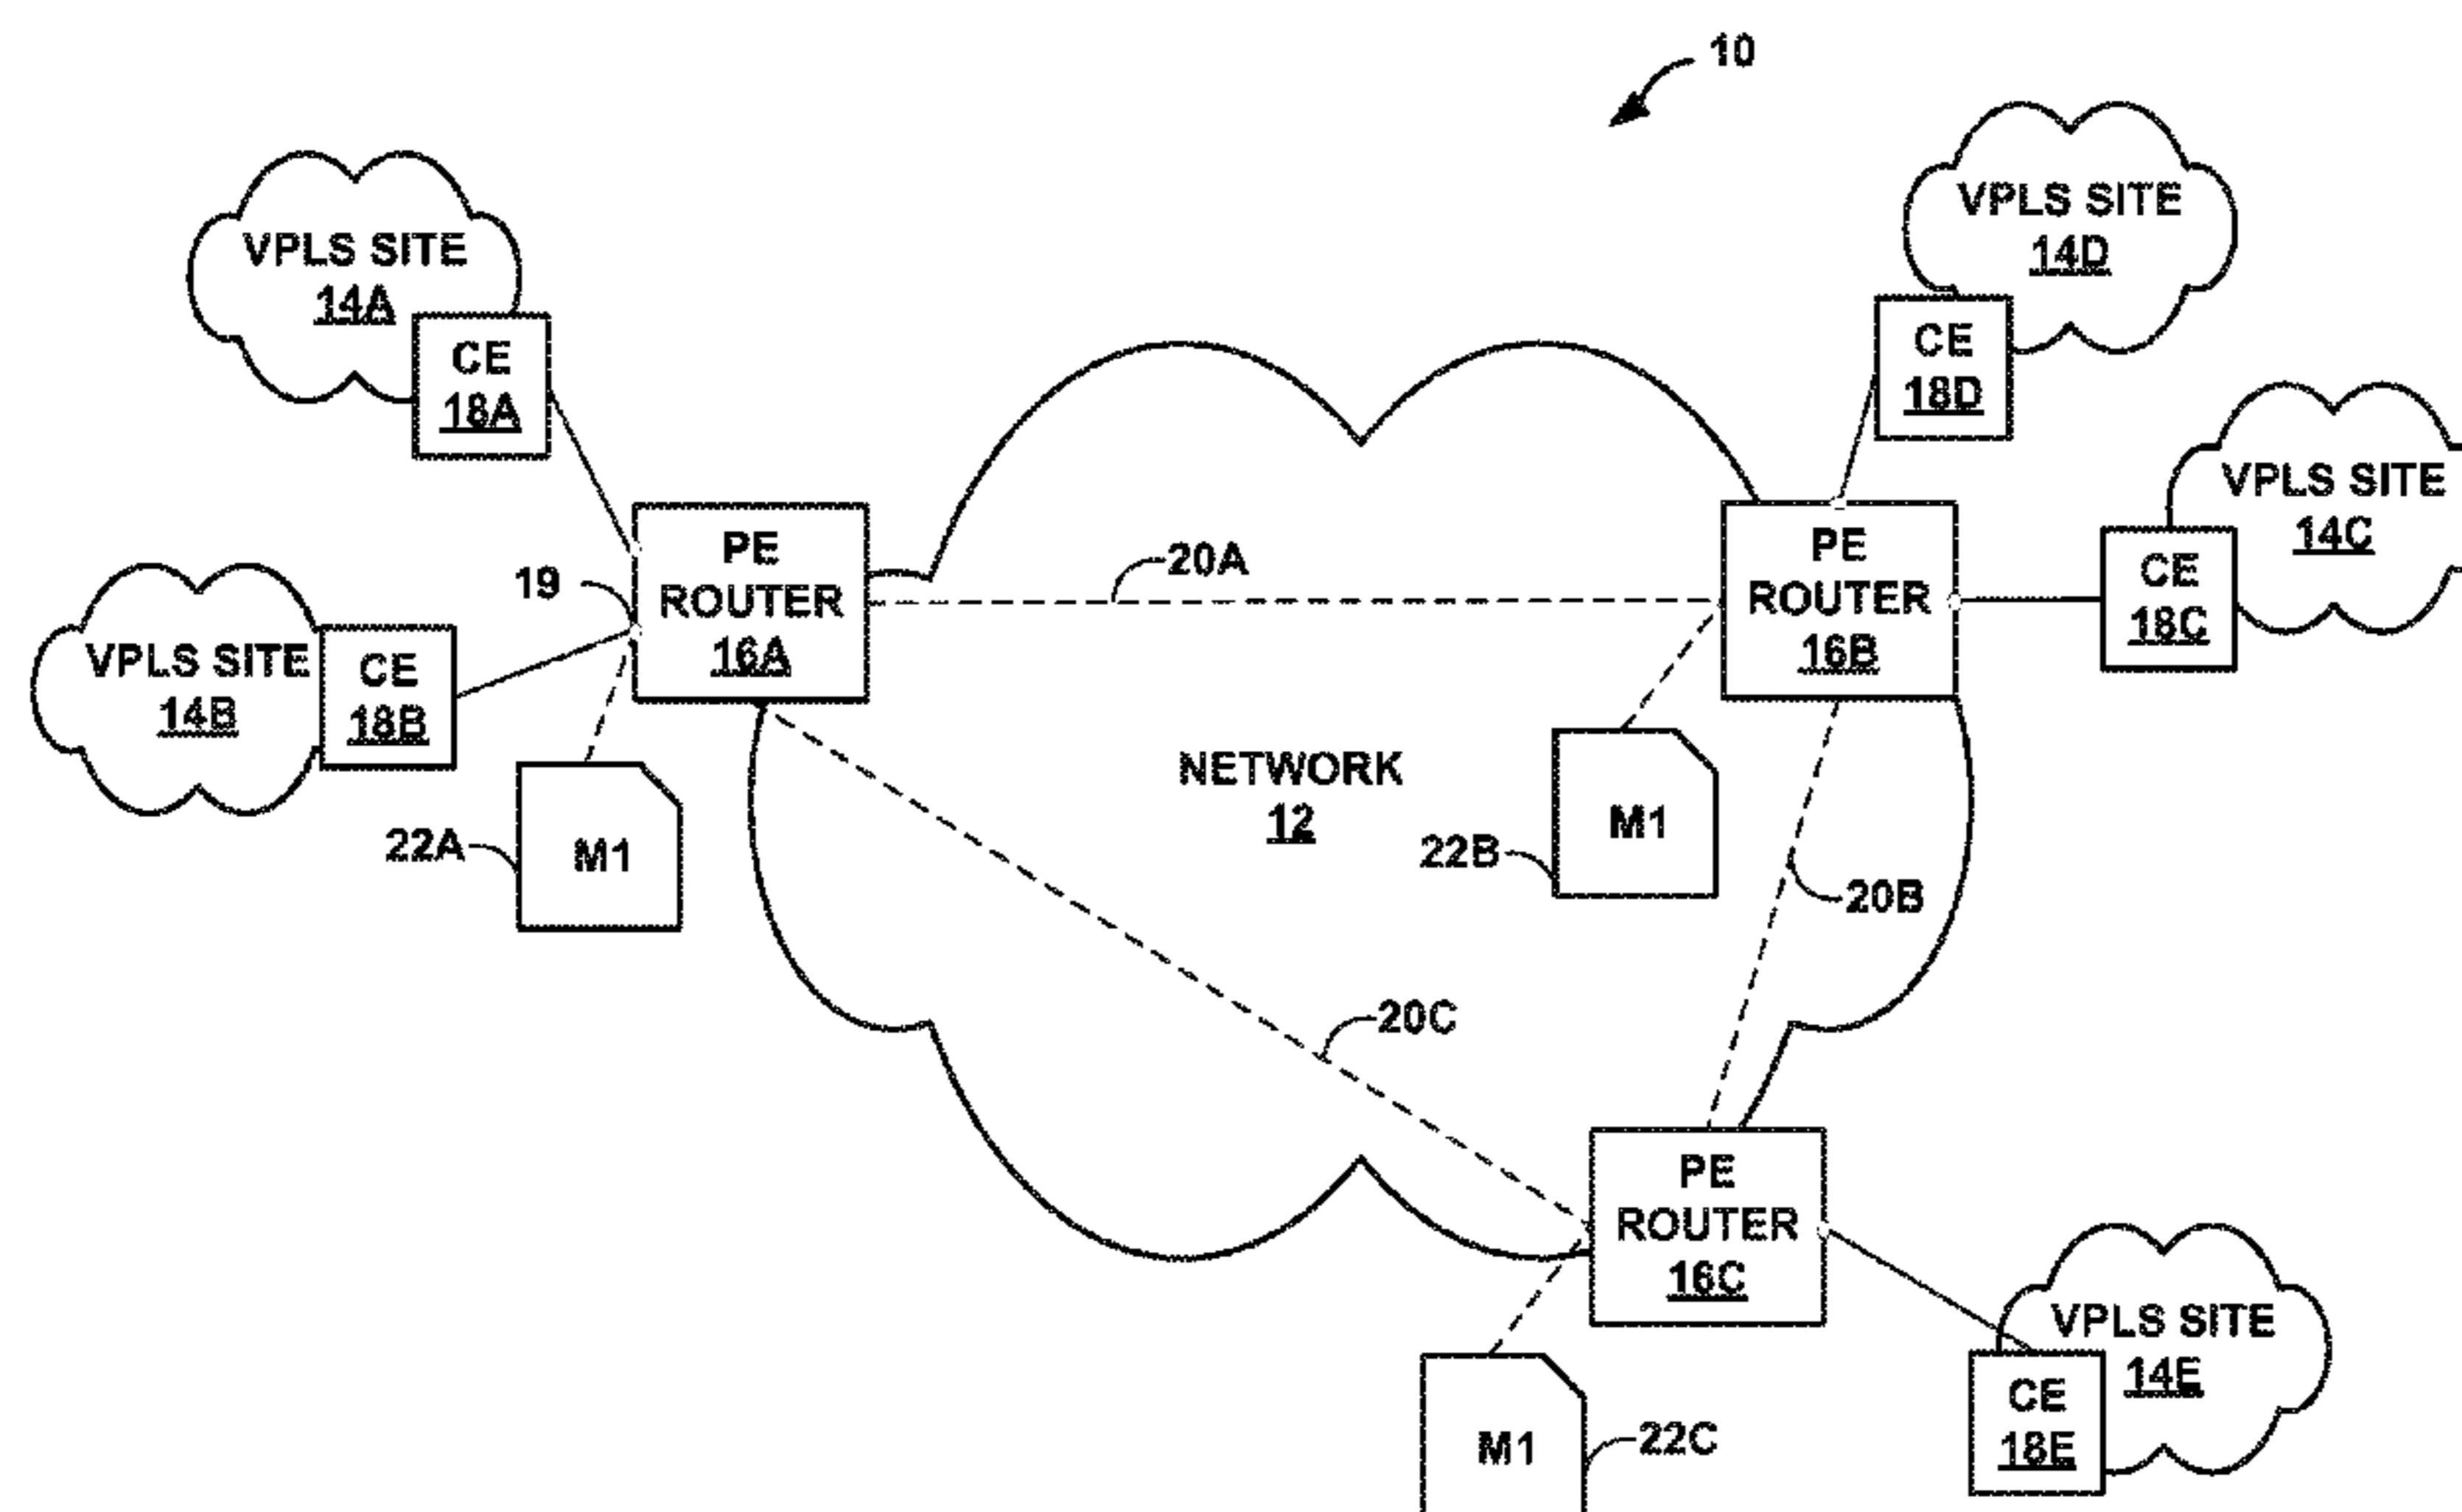 10
VPLS SITE
14A
CE
18A
VPLS SITE
14D
CE
18D
VPLS SITE
14C
CE
18C
PE
ROUTER
16A
20A
PE
ROUTER
16B
19
VPLS SITE
14B
CE
18B
22A
M1
NETWORK
12
22B
M1
20B
20C
PE
ROUTER
16C
VPLS SITE
14E
CE
18E
M1
22C